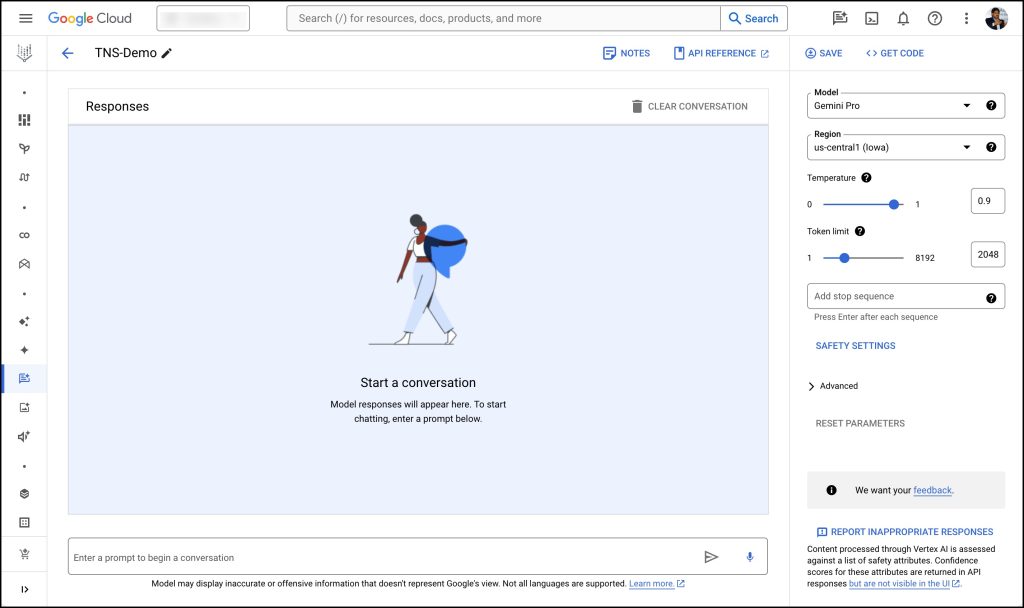 Google Cloud
Search (/) for resources, docs, products, and more
Search
TNS-Demo
NOTES
API REFERENCE
SAVE
GET CODE
Responses
CLEAR CONVERSATION
Start a conversation
Model responses will appear here. To start
chatting, enter a prompt below.
Enter a prompt to begin a conversation
Model may display inaccurate or offensive information that doesn't represent Google's view. Not all languages are supported. Learn more.
Model
Gemini Pro
Region
us-central1 (Iowa)
Temperature
0
1
0.9
Token limit
1
8192
2048
Add stop sequence
Press Enter after each sequence
SAFETY SETTINGS
Advanced
RESET PARAMETERS
We want your feedback.
REPORT INAPPROPRIATE RESPONSES
Content processed through Vertex AI is assessed
against a list of safety attributes. Confidence
scores for these attributes are returned in API
responses but are not visible in the UI.